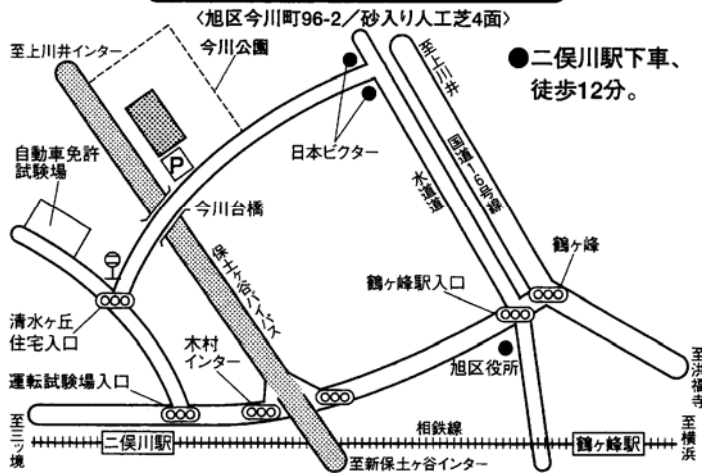 〈旭区今川町96-2／砂入り人工芝4面〉
至上川井インター
今川公園
●二俣川駅下車、
徒歩12分。
至上川井
国道16号線
水道道
日本ビクター
P
自動車免許
試験場
今川台橋
保土ヶ谷バイパス
鶴ヶ峰
鶴ヶ峰駅入口
清水ヶ丘
住宅入口
木村
インター
旭区役所
至洪福寺
運転試験場入口
至三ッ境
二俣川駅
相鉄線
鶴ヶ峰駅
至横浜
至新保土ヶ谷インター